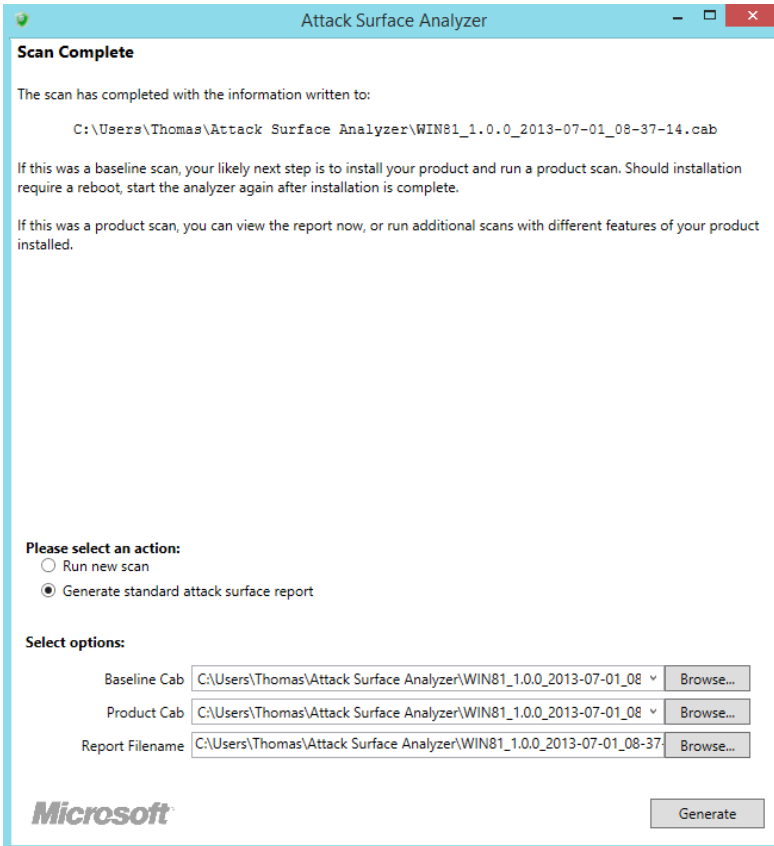 Attack Surface Analyzer
Scan Complete
The scan has completed with the information written to:
C:\Users\Thomas\Attack Surface Analyzer\WIN81_1.0.0_2013-07-01_08-37-14.cab
If this was a baseline scan, your likely next step is to install your product and run a product scan. Should installation
require a reboot, start the analyzer again after installation is complete.
If this was a product scan, you can view the report now, or run additional scans with different features of your product
installed.
Please select an action:
Run new scan
Generate standard attack surface report
Select options:
Baseline Cab C:\Users\Thomas\Attack Surface Analyzer\WIN81_1.0.0_2013-07-01_08 Browse...
Product Cab C:\Users\Thomas\Attack Surface Analyzer\WIN81_1.0.0_2013-07-01_08 Browse...
Report Filename C:\Users\Thomas\Attack Surface Analyzer\WIN81_1.0.0_2013-07-01_08-37- Browse...
Microsoft Generate